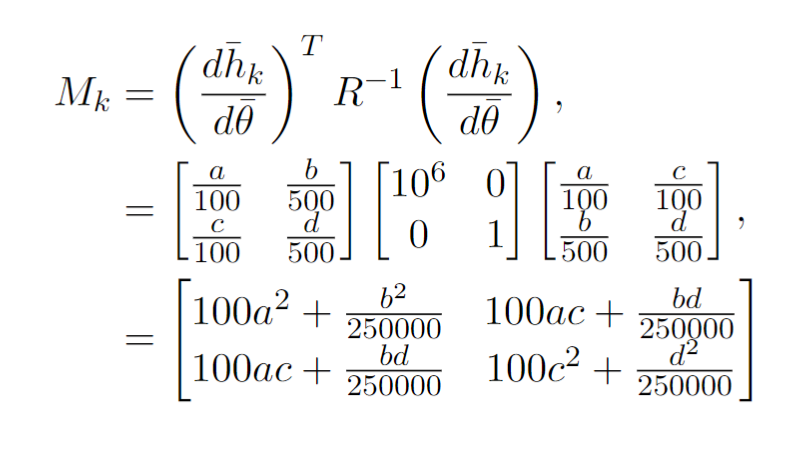 M_k = \left( \frac{d\bar{h}_k}{d\bar{\theta}} \right)^T R^{-1} \left( \frac{d\bar{h}_k}{d\bar{\theta}} \right),
= \begin{bmatrix} \frac{a}{100} & \frac{b}{500} \\ \frac{c}{100} & \frac{d}{500} \end{bmatrix} \begin{bmatrix} 10^6 & 0 \\ 0 & 1 \end{bmatrix} \begin{bmatrix} \frac{a}{100} & \frac{c}{100} \\ \frac{b}{500} & \frac{d}{500} \end{bmatrix},
= \begin{bmatrix} 100a^2 + \frac{b^2}{250000} & 100ac + \frac{bd}{250000} \\ 100ac + \frac{bd}{250000} & 100c^2 + \frac{d^2}{250000} \end{bmatrix}